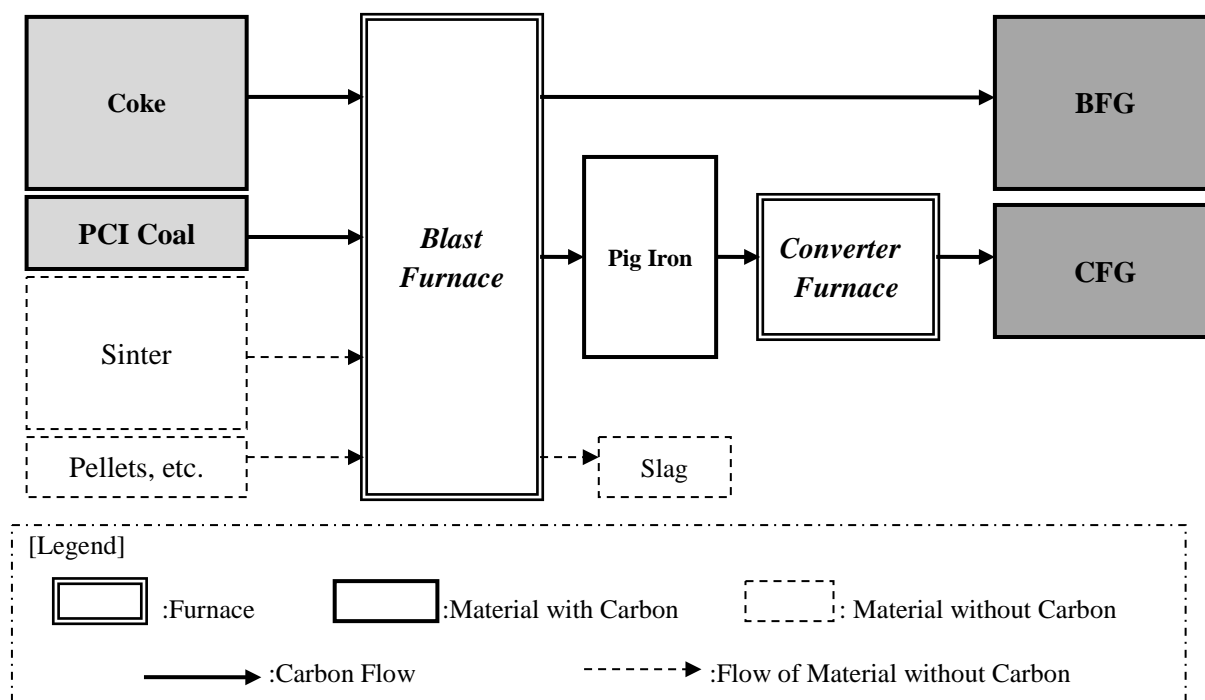 Coke
BFG
PCI Coal
Blast
Furnace
Pig Iron
Converter
Furnace
CFG
Sinter
Pellets, etc.
Slag
[Legend]
:Furnace
:Material with Carbon
: Material without Carbon
:Carbon Flow
:Flow of Material without Carbon